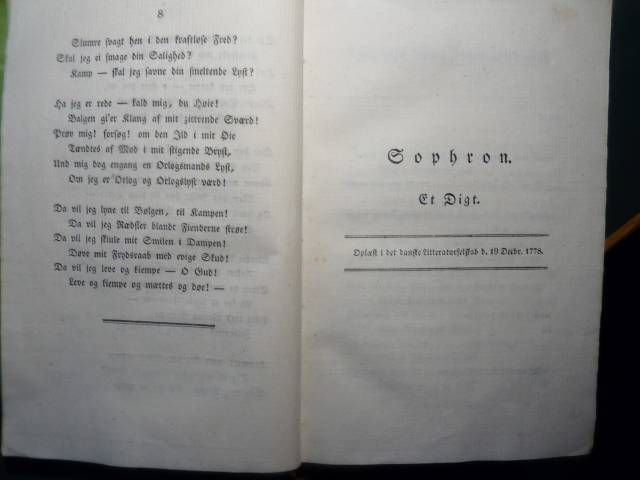 8
Slumre svagt hen i den kraftløse Fred?
Skal jeg ei smage din Salighed?
Kamp — skal jeg savne din smeltende Lyst?
Ha jeg er rede — kald mig, du Høie!
Balgen gi'er Klang af mit zittrende Sværd!
Prøv mig! forsøg! om den Ild i mit Øie
Tændtes af Mod i mit stigende Bryst,
Und mig dog engang en Orlogsmands Lyst,
Om jeg er Orlog og Orlogslyst værd!
Da vil jeg lyne til Bølgen, til Kampen!
Da vil jeg Rædsler blandt Fienderne strøe!
Da vil jeg skiule mit Smilen i Dampen!
Døve mit Frydsraab med evige Skud!
Da vil jeg leve og kiempe — O Gud!
Leve og kiempe og mættes og døe! —
Sophron.
Et Digt.
Oplæst i det danske Litteraturselskab d. 19 Decbr. 1778.